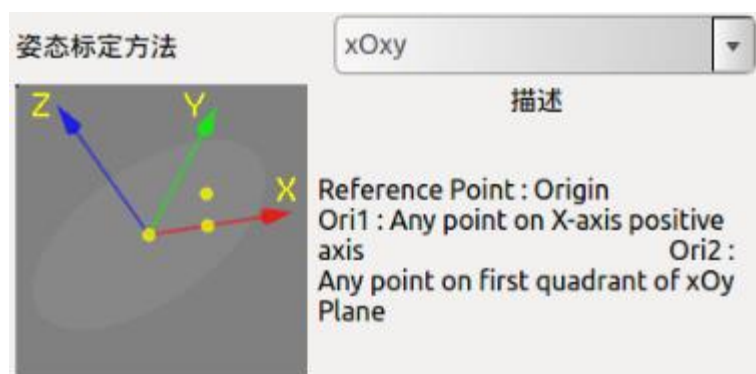 姿态标定方法
xOxy
Z
Y
X
描述
Reference Point : Origin
Ori1 : Any point on X-axis positive
axis Ori2 :
Any point on first quadrant of xOy
Plane